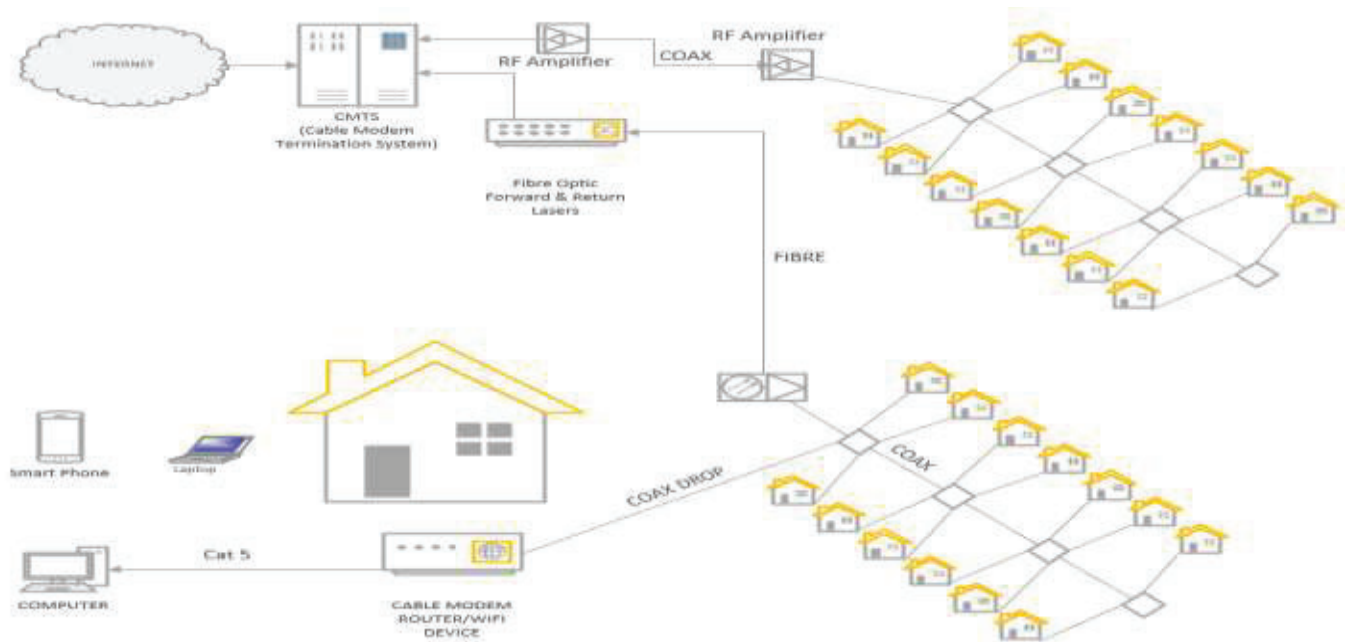 INTERNET
CMTS
(Cable Modem
Termination System)
RF Amplifier
COAX
RF Amplifier
Fibre Optic
Forward & Return
Lasers
FIBRE
Smart Phone
Laptop
COAX DROP
COAX
Cat 5
COMPUTER
CABLE MODEM
ROUTER/WIFI
DEVICE